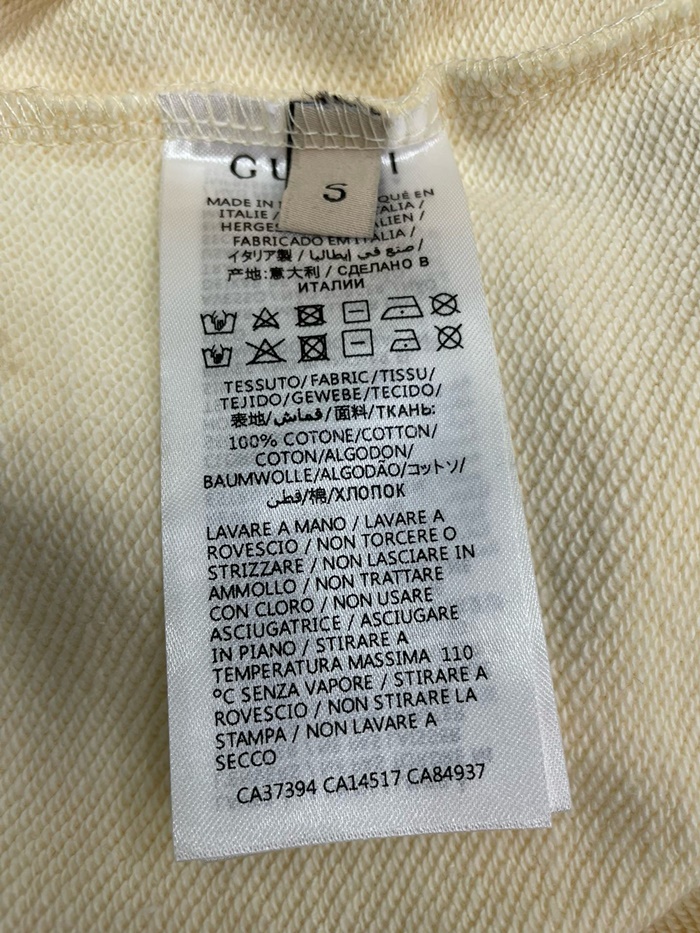 GU I
S
MADE IN QUÉ EN
ITALIE / ALIA /
HERGES ALIEN /
FABRICADO EM ITALIA /
イタリア製 / صنع في إيطاليا /
产地:意大利 / СДЕЛАНО В
ИТАЛИИ
TESSUTO/FABRIC/TISSU/
TEJIDO/GEWEBE/TECIDO/
表地/قماش/面料/ТКАНЬ:
100% COTONE/COTTON/
COTON/ALGODON/
BAUMWOLLE/ALGODÃO/コットソ/
قطن/棉/ХЛОПОК
LAVARE A MANO / LAVARE A
ROVESCIO / NON TORCERE O
STRIZZARE / NON LASCIARE IN
AMMOLLO / NON TRATTARE
CON CLORO / NON USARE
ASCIUGATRICE / ASCIUGARE
IN PIANO / STIRARE A
TEMPERATURA MASSIMA 110
ºC SENZA VAPORE / STIRARE A
ROVESCIO / NON STIRARE LA
STAMPA / NON LAVARE A
SECCO
CA37394 CA14517 CA84937